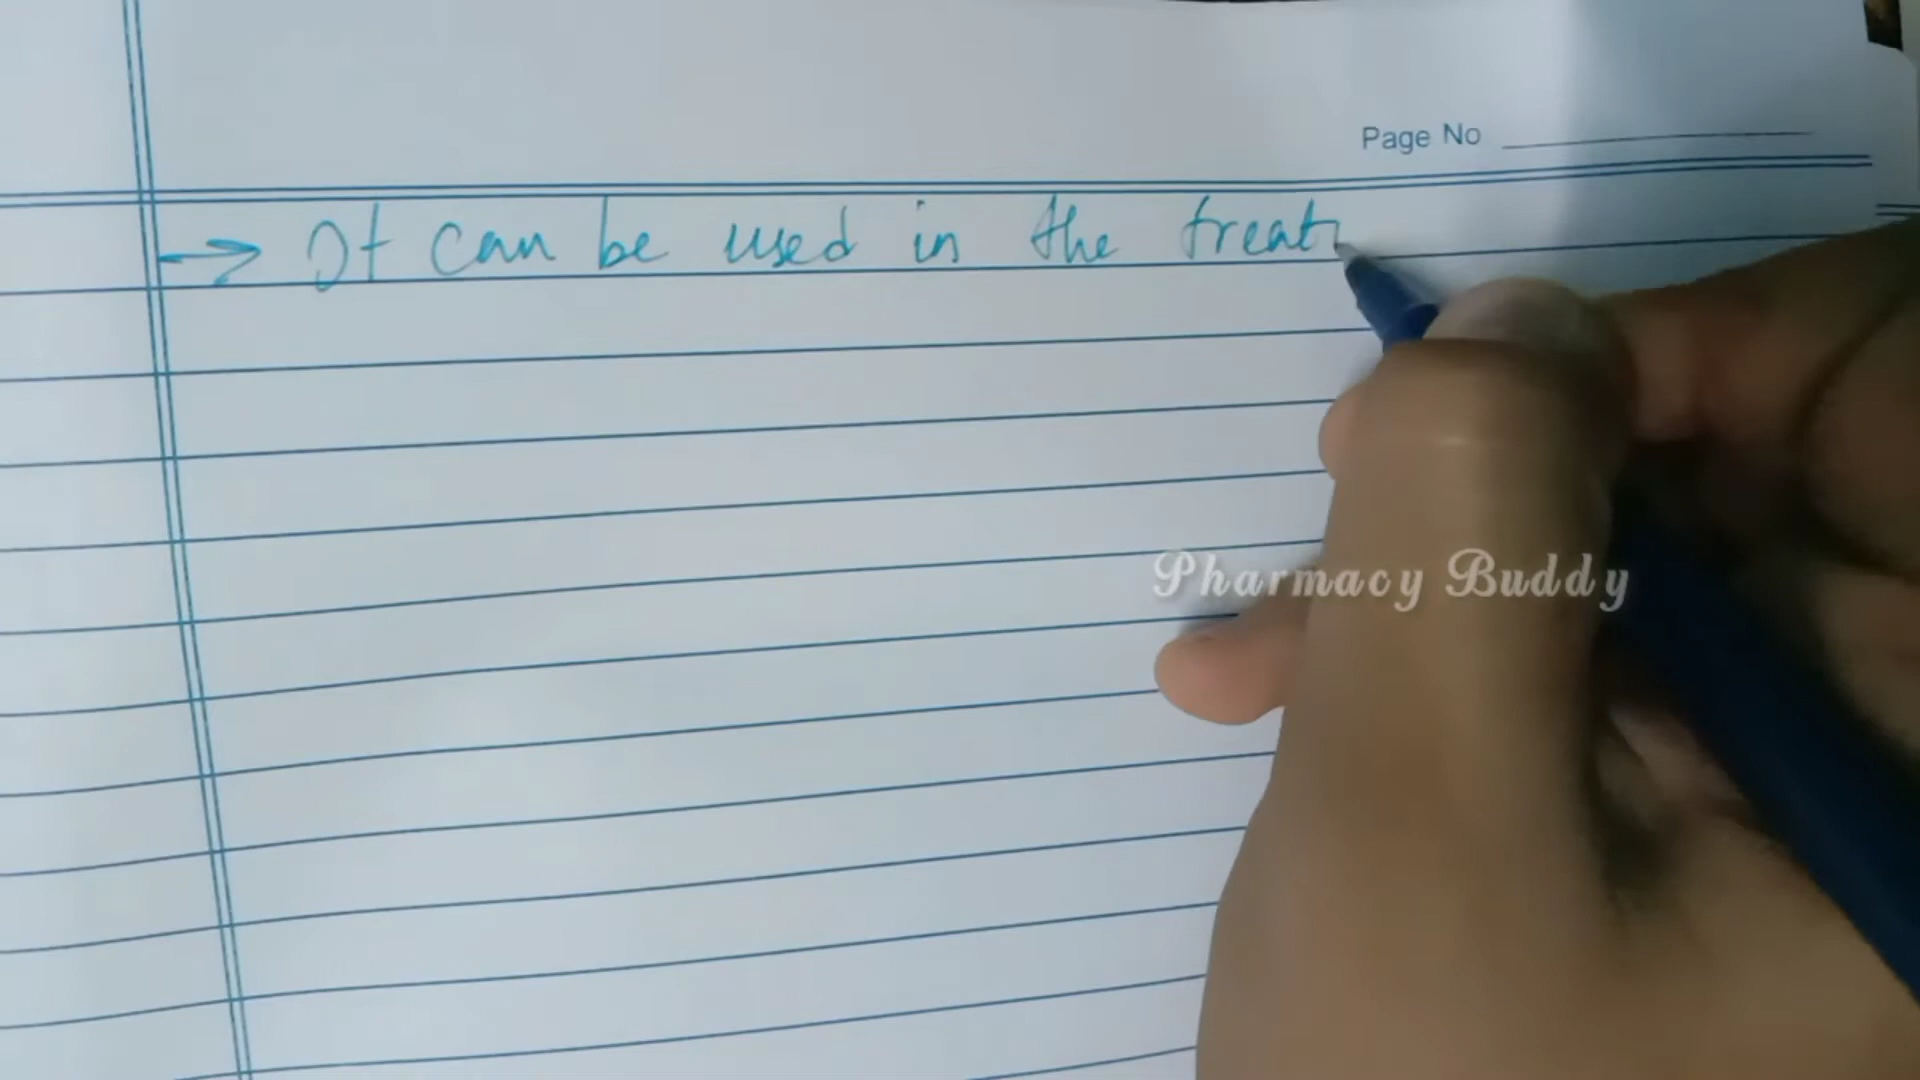 Page No
→ It can be used in the treat
Pharmacy Buddy